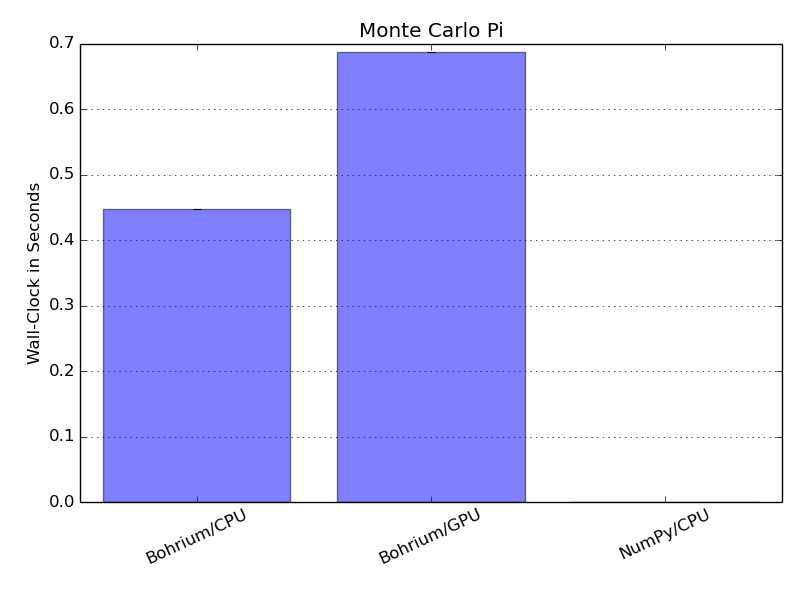 Monte Carlo Pi
0.7
0.6
0.5
0.4
0.3
0.2
0.1
0.0
Wall-Clock in Seconds
Bohrium/CPU
Bohrium/GPU
NumPy/CPU